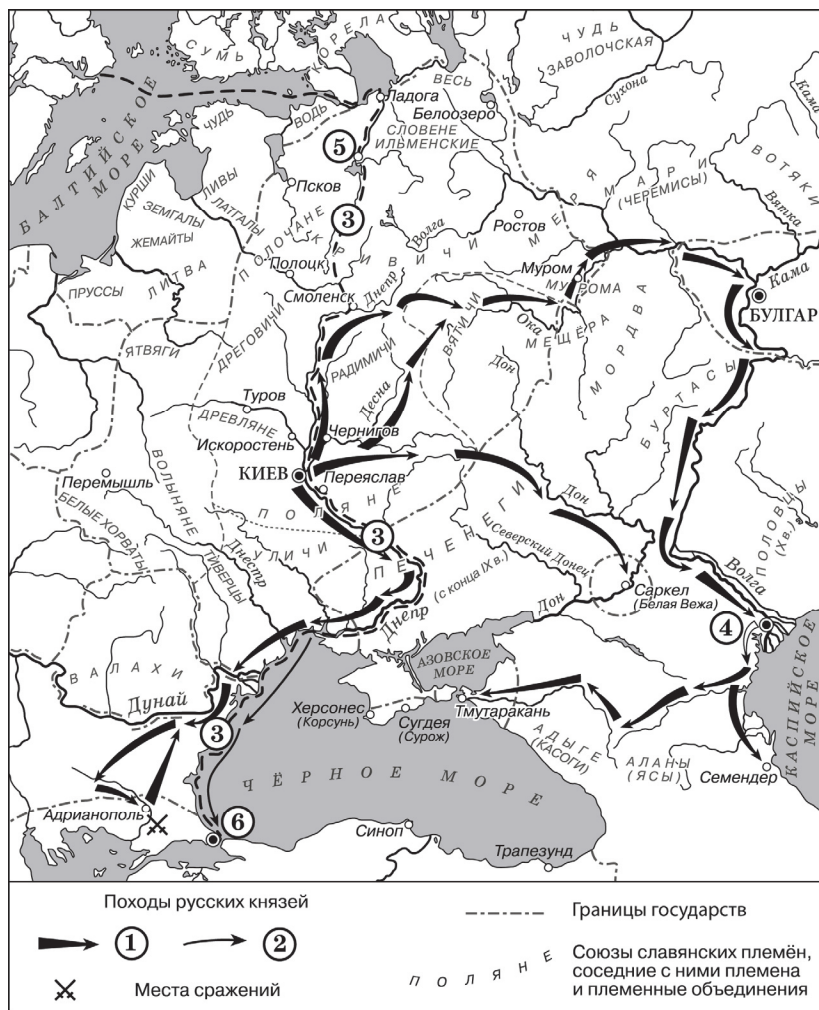 СУМЬ
КОРЕЛА
ЧУДЬ
ЗАВОЛОЧСКАЯ
ВЕСЬ
Сухона
Кама
Ладога
Белоозеро
ВОДЬ
ЧУДЬ
СЛОВЕНЕ
ИЛЬМЕНСКИЕ
БАЛТИЙСКОЕ
МОРЕ
5
Псков
ВОТЯКИ
Вятка
МАРИ
(ЧЕРЕМИСЫ)
МЕРЯ
КУРШИ
ЛИВЫ
ЗЕМГАЛЫ
ЛАТГАЛЫ
ЖЕМАЙТЫ
3
Ростов
Волга
КРИВИЧИ
ПОЛОЧАНЕ
Полоцк
ЛИТВА
ПРУССЫ
Муром
МУРОМА
Кама
БУЛГАР
Смоленск
Днепр
Ока
МЕЩЁРА
МОРДВА
ВЯТИЧИ
ДРЕГОВИЧИ
ЯТВЯГИ
РАДИМИЧИ
Десна
Дон
БУРТАСЫ
Туров
ДРЕВЛЯНЕ
Искоростень
Чернигов
КИЕВ
Переяслав
Перемышль
ВОЛЫНЯНЕ
БЕЛЫЕ ХОРВАТЫ
ПОЛЯНЕ
Дон
ПОЛОВЦЫ
(X в.)
УЛИЧИ
3
ПЕЧЕНЕГИ
(с конца IX в.)
Северский Донец
ТИВЕРЦЫ
Днестр
Днепр
Волга
Саркел
(Белая Вежа)
Дон
4
ВАЛАХИ
Дунай
АЗОВСКОЕ
МОРЕ
Херсонес
(Корсунь)
Сугдея
(Сурож)
Тмутаракань
АДЫГЕ
(КАСОГИ)
АЛАНЫ
(ЯСЫ)
Семендер
КАСПИЙСКОЕ
МОРЕ
3
ЧЁРНОЕ МОРЕ
Адрианополь
6
Синоп
Трапезунд
Походы русских князей
1
2
Места сражений
Границы государств
ПОЛЯНЕ
Союзы славянских племён,
соседние с ними племена
и племенные объединения